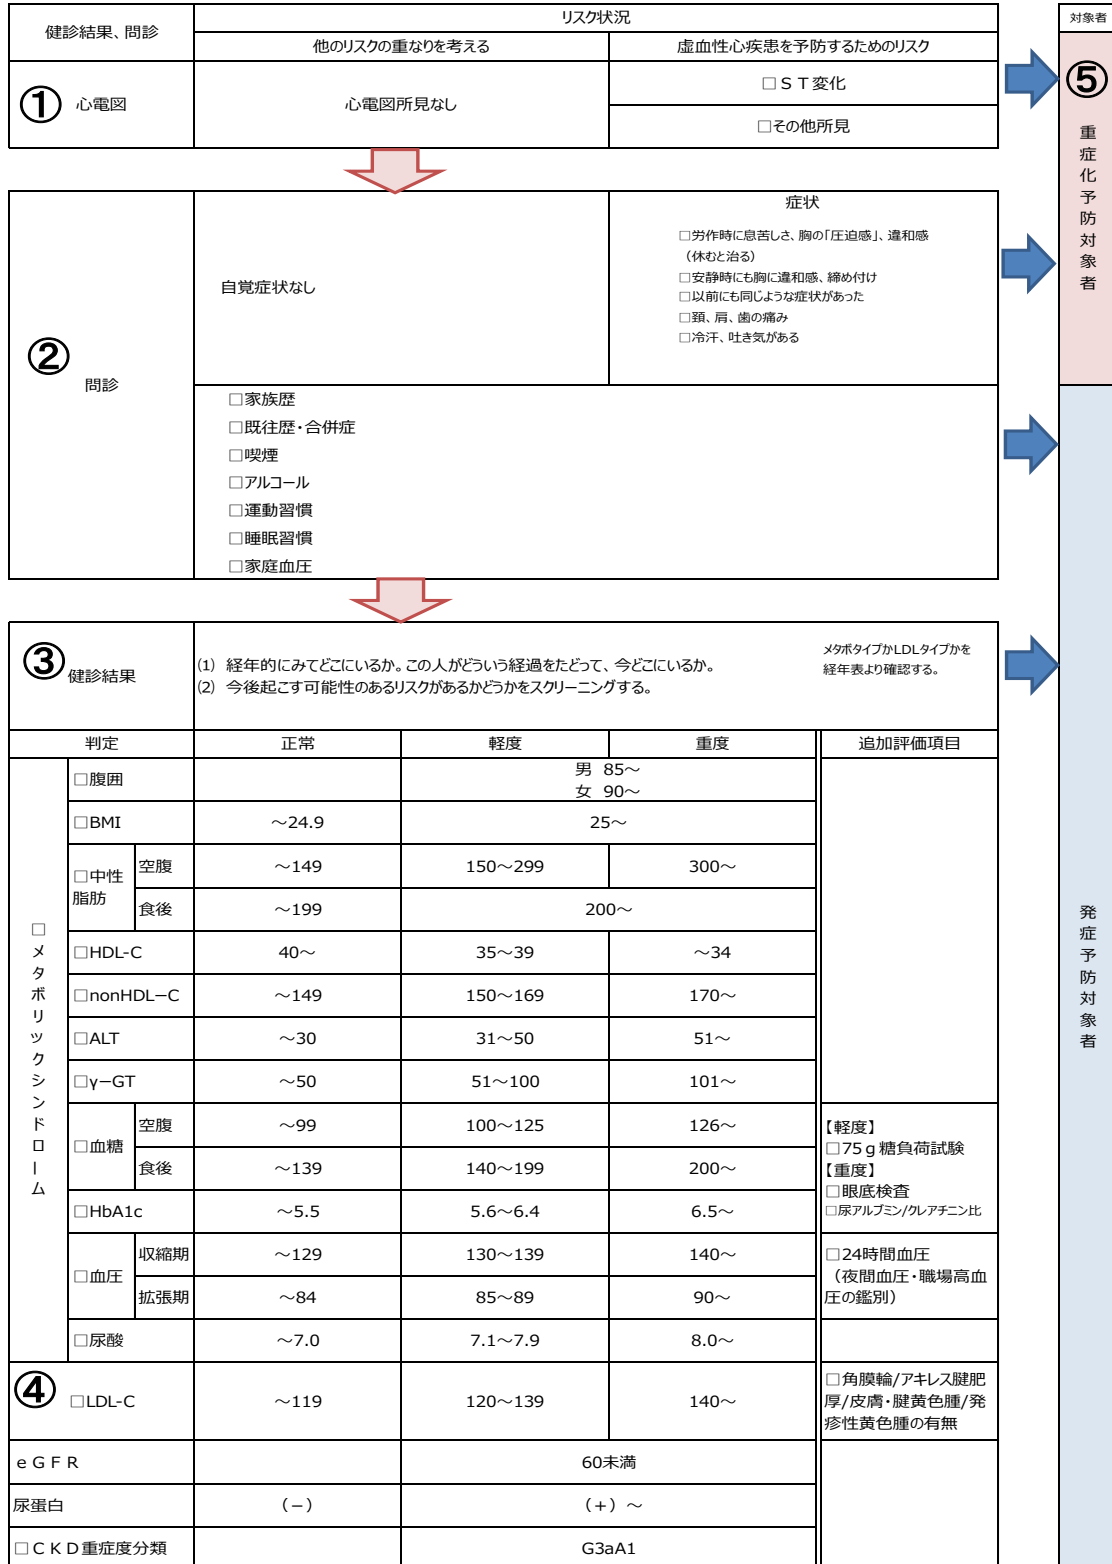 健診結果、問診
リスク状況
対象者
他のリスクの重なりを考える
虚血性心疾患を予防するためのリスク
① 心電図
心電図所見なし
□ＳＴ変化
□その他所見
⑤
重症化予防対象者
② 問診
自覚症状なし
症状
□労作時に息苦しさ、胸の「圧迫感」、違和感
（休むと治る）
□安静時にも胸に違和感、締め付け
□以前にも同じような症状があった
□頚、肩、歯の痛み
□冷汗、吐き気がある
□家族歴
□既往歴・合併症
□喫煙
□アルコール
□運動習慣
□睡眠習慣
□家庭血圧
③ 健診結果
⑴ 経年的にみてどこにいるか。この人がどういう経過をたどって、今どこにいるか。
⑵ 今後起こす可能性のあるリスクがあるかどうかをスクリーニングする。
メタボタイプかLDLタイプかを
経年表より確認する。
発症予防対象者
判定 正常 軽度 重度 追加評価項目
□メタボリックシンドローム
□腹囲 男 85～
女 90～
□BMI ～24.9 25～
□中性
脂肪
空腹 ～149 150～299 300～
食後 ～199 200～
□HDL-C 40～ 35～39 ～34
□nonHDLｰC ～149 150～169 170～
□ALT ～30 31～50 51～
□γｰGT ～50 51～100 101～
□血糖
空腹 ～99 100～125 126～
食後 ～139 140～199 200～
□HbA1c ～5.5 5.6～6.4 6.5～
【軽度】
□75ｇ糖負荷試験
【重度】
□眼底検査
□尿アルブミン/クレアチニン比
□血圧
収縮期 ～129 130～139 140～
拡張期 ～84 85～89 90～
□24時間血圧
（夜間血圧・職場高血
圧の鑑別）
□尿酸 ～7.0 7.1～7.9 8.0～
④ □LDL-C ～119 120～139 140～
□角膜輪/アキレス腱肥
厚/皮膚・腱黄色腫/発
疹性黄色腫の有無
ｅＧＦＲ 60未満
尿蛋白 （－） （＋）～
□ＣＫＤ重症度分類 G3aA1